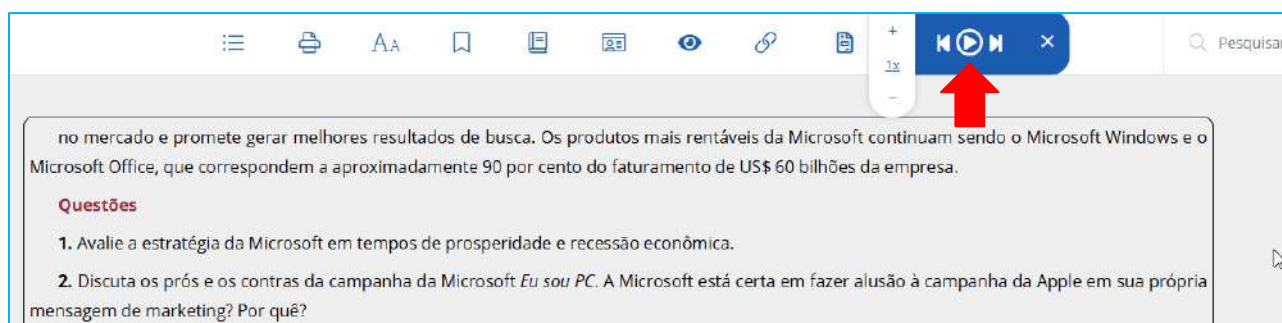 AA
+
1x
−
×
Pesquisar
no mercado e promete gerar melhores resultados de busca. Os produtos mais rentáveis da Microsoft continuam sendo o Microsoft Windows e o
Microsoft Office, que correspondem a aproximadamente 90 por cento do faturamento de US$ 60 bilhões da empresa.
Questões
1. Avalie a estratégia da Microsoft em tempos de prosperidade e recessão econômica.
2. Discuta os prós e os contras da campanha da Microsoft Eu sou PC. A Microsoft está certa em fazer alusão à campanha da Apple em sua própria
mensagem de marketing? Por quê?